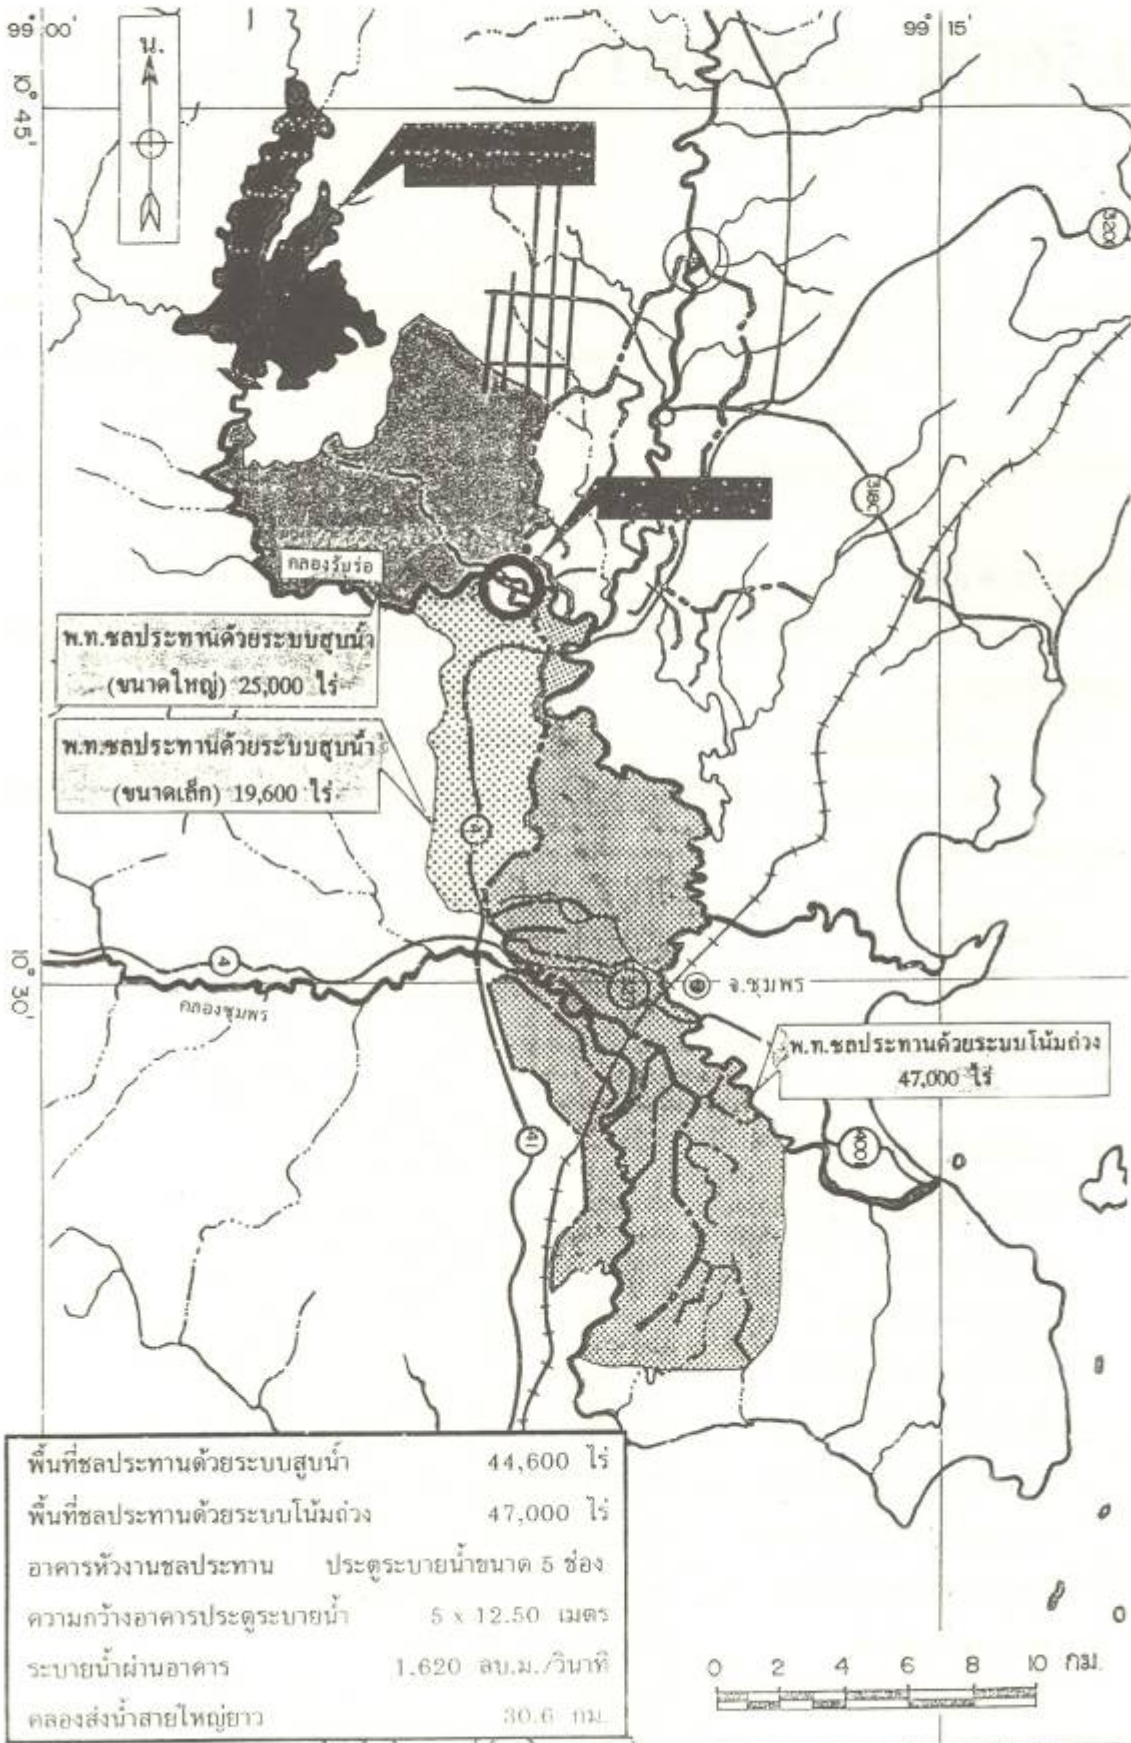 99° 00'
99° 15'
น.
10° 45'
320
318
คลองรับร่อ
พ.ท.ชลประทานด้วยระบบสูบน้ำ
(ขนาดใหญ่) 25,000 ไร่
พ.ท.ชลประทานด้วยระบบสูบน้ำ
(ขนาดเล็ก) 19,600 ไร่
4
10° 30'
4
คลองชุมพร
จ.ชุมพร
พ.ท.ชลประทานด้วยระบบโน้มถ่วง
47,000 ไร่
41
4001
พื้นที่ชลประทานด้วยระบบสูบน้ำ 44,600 ไร่
พื้นที่ชลประทานด้วยระบบโน้มถ่วง 47,000 ไร่
อาคารหัวงานชลประทาน ประตูระบายน้ำขนาด 5 ช่อง
ความกว้างอาคารประตูระบายน้ำ 5 x 12.50 เมตร
ระบายน้ำผ่านอาคาร 1.620 ลบ.ม./วินาที
คลองส่งน้ำสายใหญ่ยาว 30.6 กม.
0 2 4 6 8 10 กม.